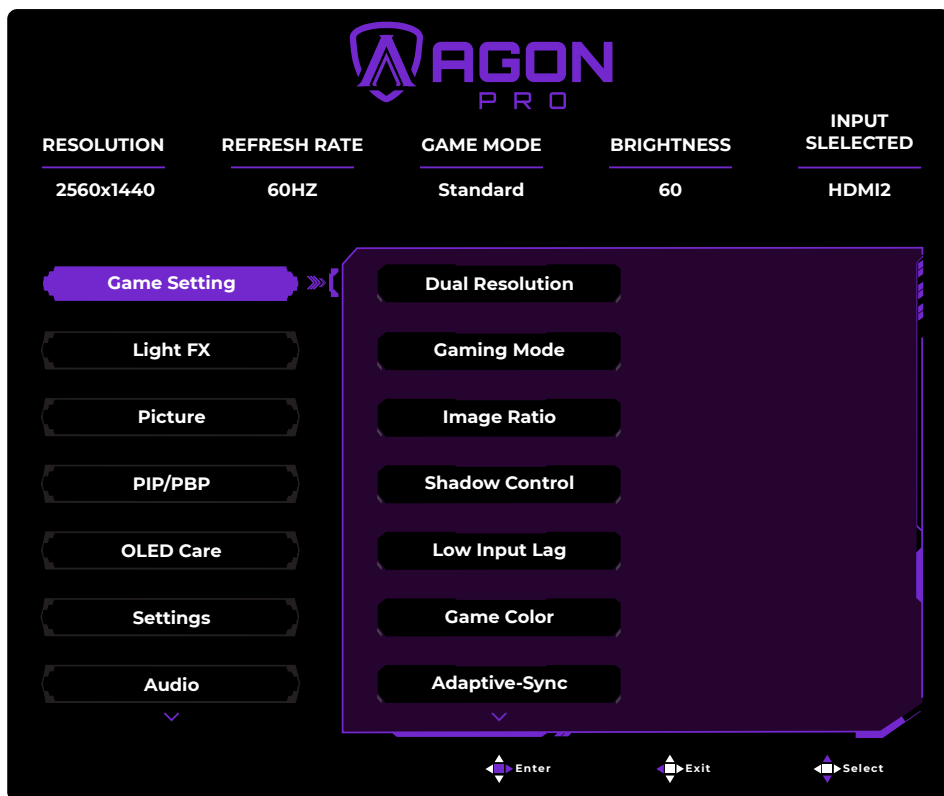 AGON
PRO
RESOLUTION REFRESH RATE GAME MODE BRIGHTNESS INPUT SLELECTED
2560x1440 60HZ Standard 60 HDMI2
Game Setting Dual Resolution
Light FX Gaming Mode
Picture Image Ratio
PIP/PBP Shadow Control
OLED Care Low Input Lag
Settings Game Color
Audio Adaptive-Sync
Enter Exit Select